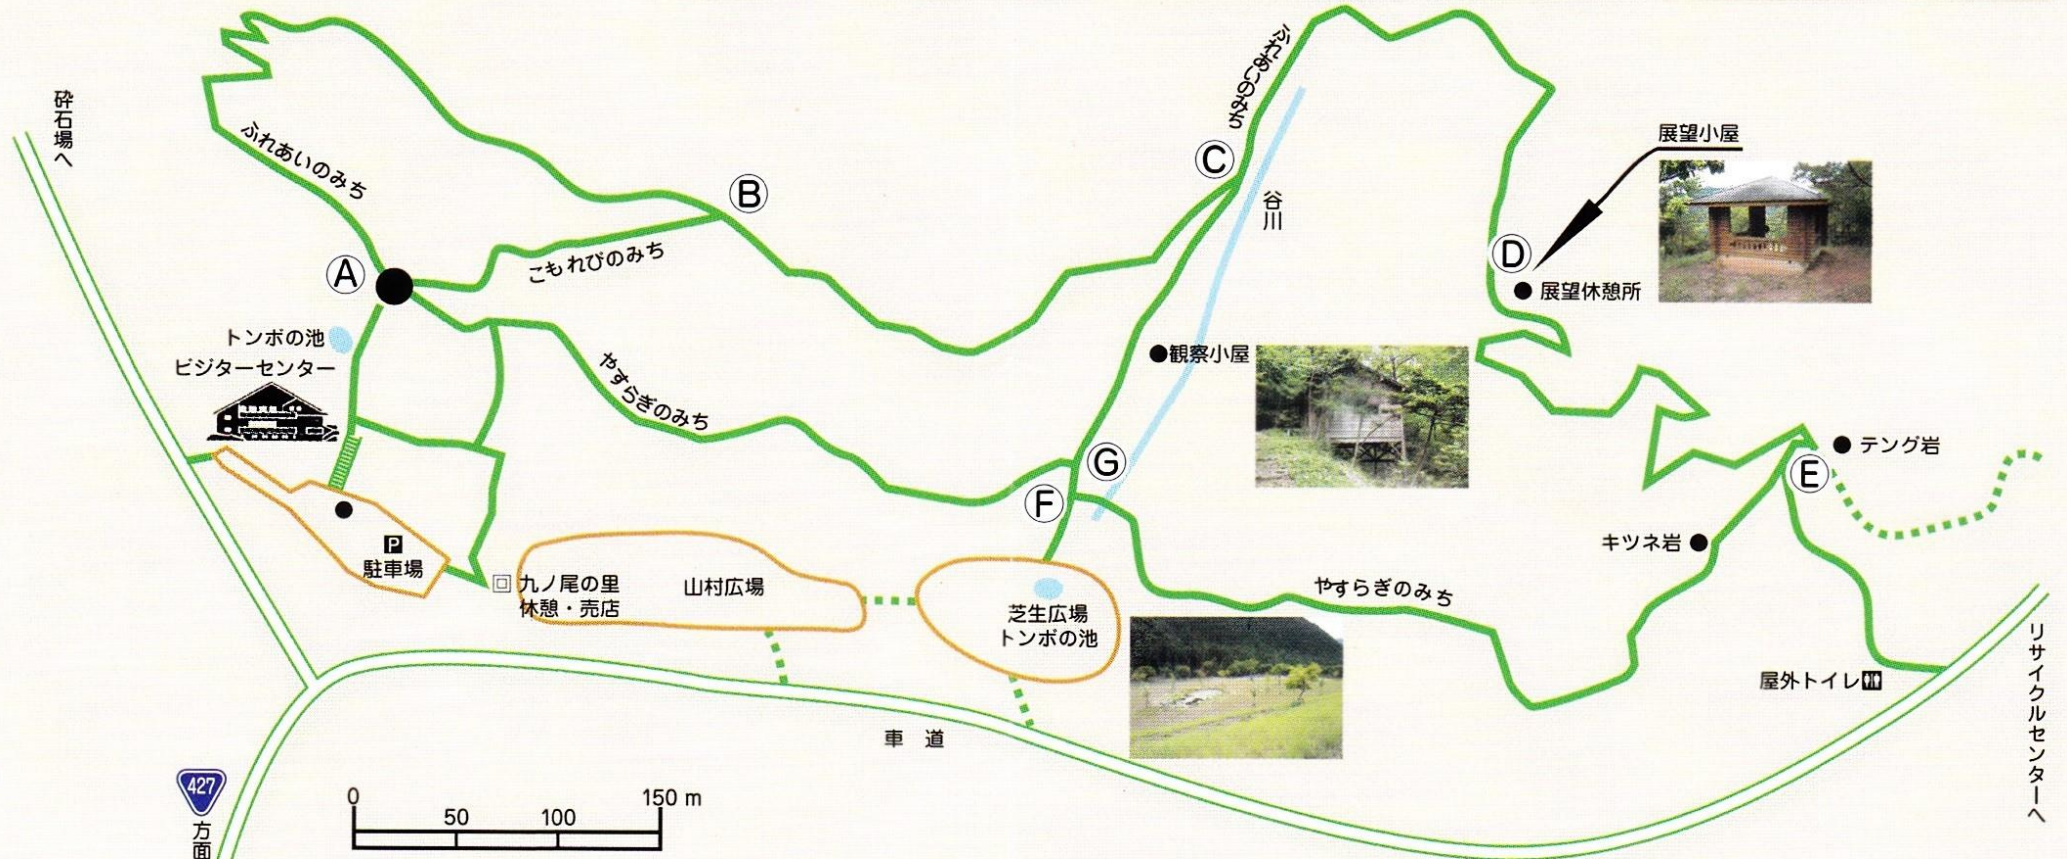 砕石場へ
ふれあいのみち
ふれあいのみち
A
B
C
D
E
F
G
こもれびのみち
谷川
展望小屋
展望休憩所
トンボの池
ビジターセンター
やすらぎのみち
観察小屋
テング岩
キツネ岩
P
駐車場
九ノ尾の里
休憩・売店
山村広場
芝生広場
トンボの池
やすらぎのみち
屋外トイレ
リサイクルセンターへ
車道
427
方面
0
50
100
150 m